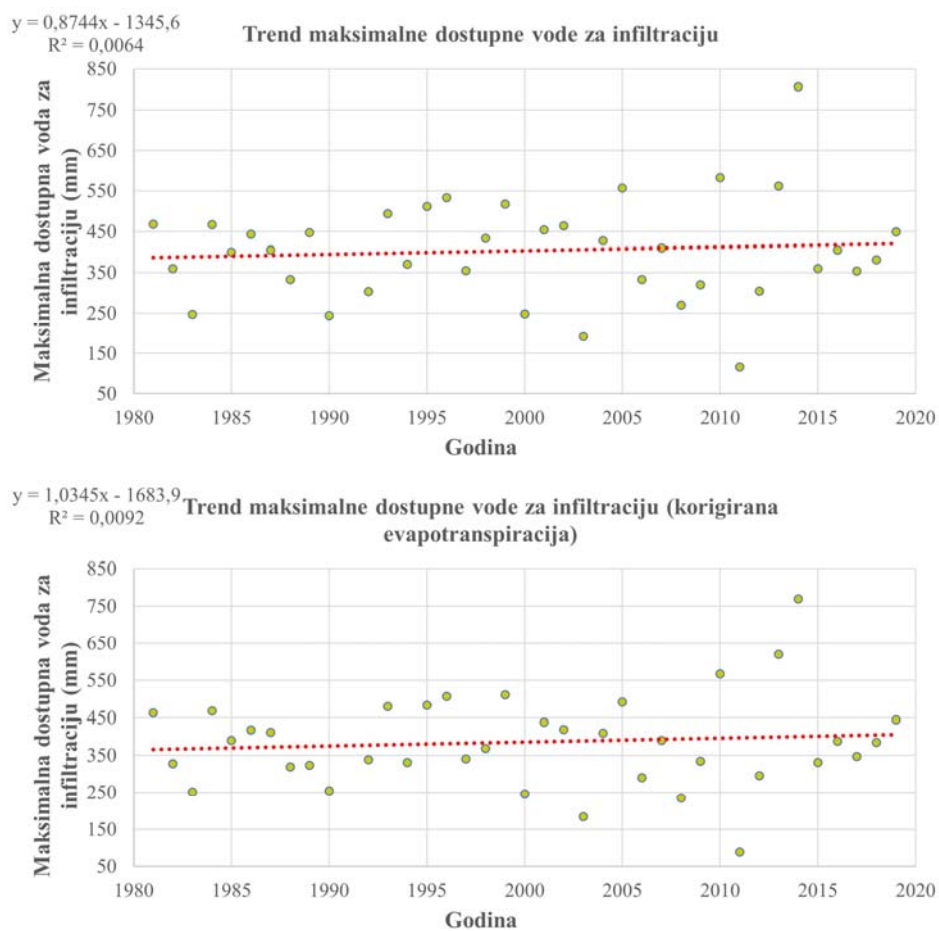 y = 0,8744x - 1345,6
R² = 0,0064
Trend maksimalne dostupne vode za infiltraciju
Maksimalna dostupna voda za
infiltraciju (mm)
850
750
650
550
450
350
250
150
50
1980 1985 1990 1995 2000 2005 2010 2015 2020
Godina
y = 1,0345x - 1683,9
R² = 0,0092
Trend maksimalne dostupne vode za infiltraciju (korigirana
evapotranspiracija)
Maksimalna dostupna voda za
infiltraciju (mm)
850
750
650
550
450
350
250
150
50
1980 1985 1990 1995 2000 2005 2010 2015 2020
Godina